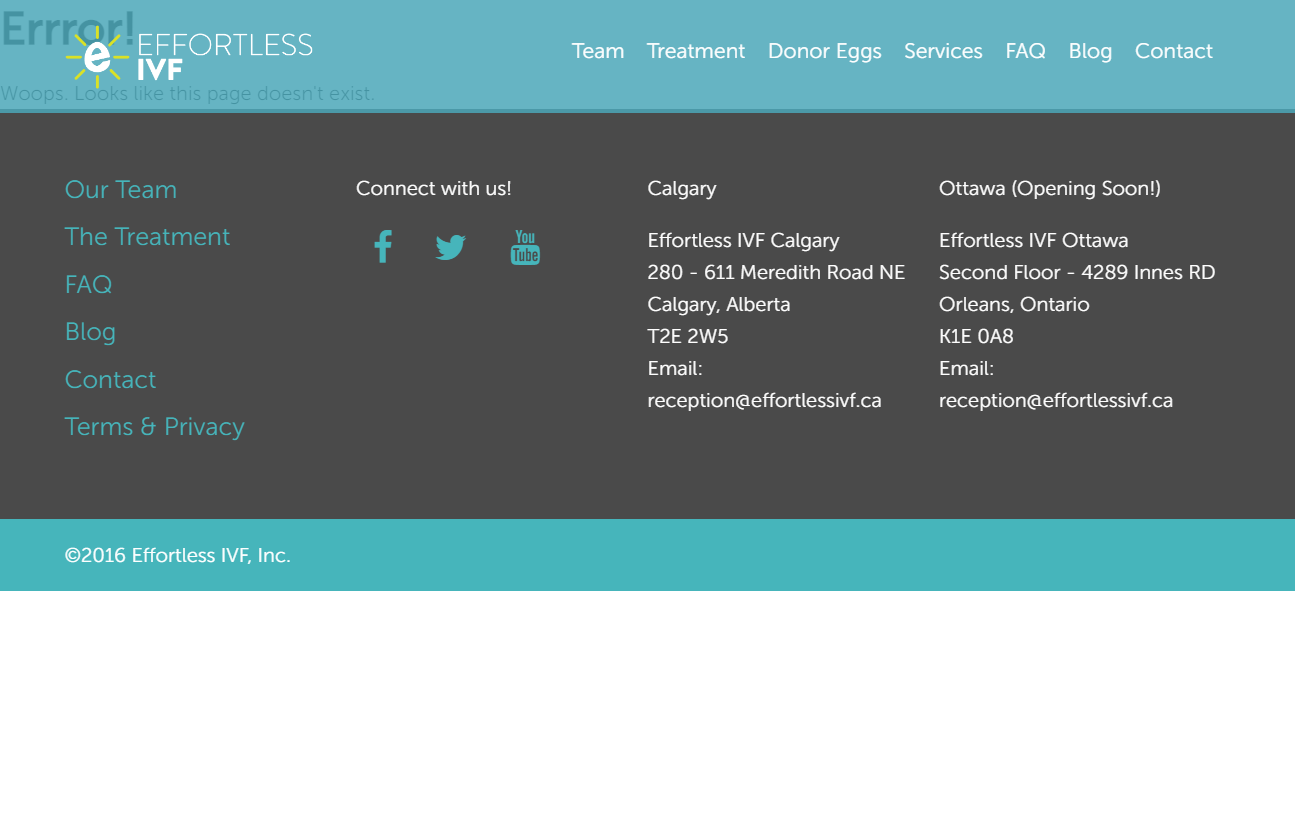 Errror!
EFFORTLESS
IVF
Team Treatment Donor Eggs Services FAQ Blog Contact
Woops. Looks like this page doesn't exist.
Our Team
The Treatment
FAQ
Blog
Contact
Terms & Privacy
Connect with us!
You
Tube
Calgary
Effortless IVF Calgary
280 - 611 Meredith Road NE
Calgary, Alberta
T2E 2W5
Email:
reception@effortlessivf.ca
Ottawa (Opening Soon!)
Effortless IVF Ottawa
Second Floor - 4289 Innes RD
Orleans, Ontario
K1E 0A8
Email:
reception@effortlessivf.ca
©2016 Effortless IVF, Inc.